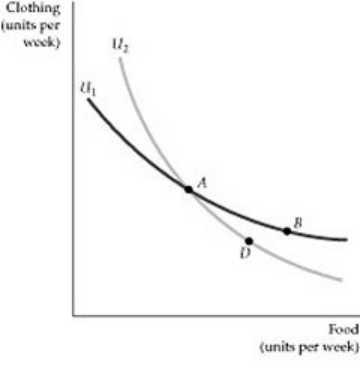 Clothing
(units per
week)
U₂
U₁
A
B
D
Food
(units per week)